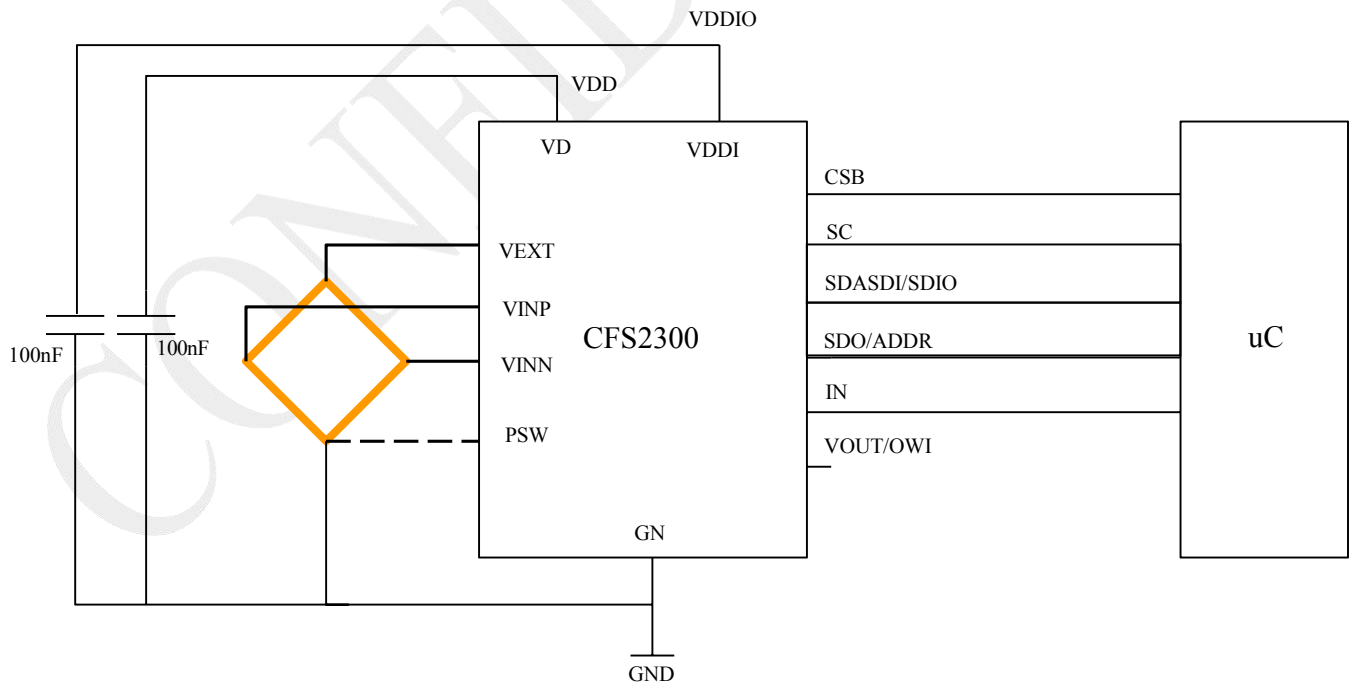 VDDIO
VDD
VD
VDDI
CSB
SC
VEXT
SDASDI/SDIO
VINP
CFS2300
SDO/ADDR
uC
100nF
100nF
VINN
IN
PSW
VOUT/OWI
GN
GND